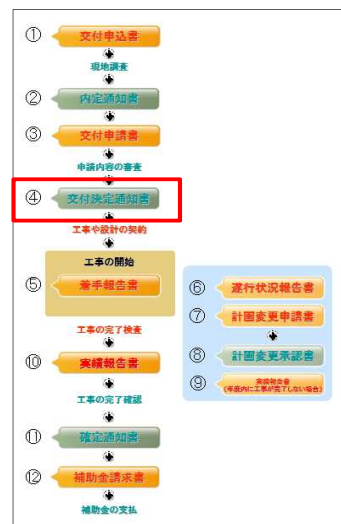 ① 交付申込書
現地調査
② 内定通知書
③ 交付申請書
申請内容の審査
④ 交付決定通知書
工事や設計の契約
工事の開始
⑤ 着手報告書
工事の完了検査
⑩ 実績報告書
工事の完了確認
⑪ 確定通知書
⑫ 補助金請求書
補助金の支払
⑥ 遂行状況報告書
⑦ 計画変更申請書
⑧ 計画変更承認書
⑨ 実績報告書
(年度内に工事が完了しない場合)